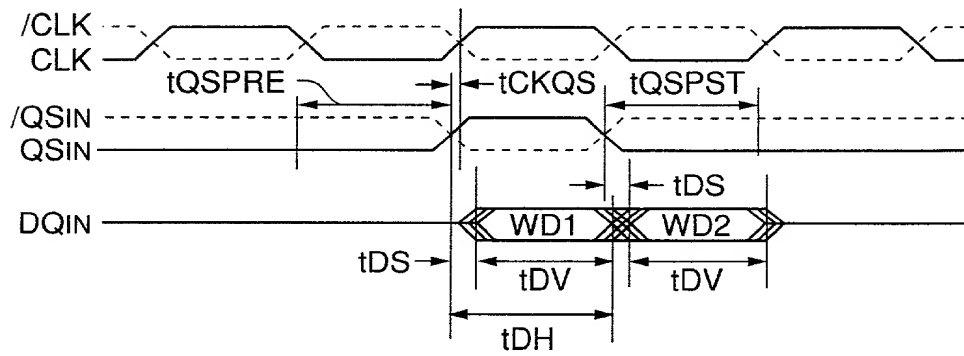 /CLK
CLK
tQSPRE
tCKQS
tQSPST
/QSIN
QSIN
tDS
DQIN
WD1
WD2
tDS
tDV
tDV
tDH